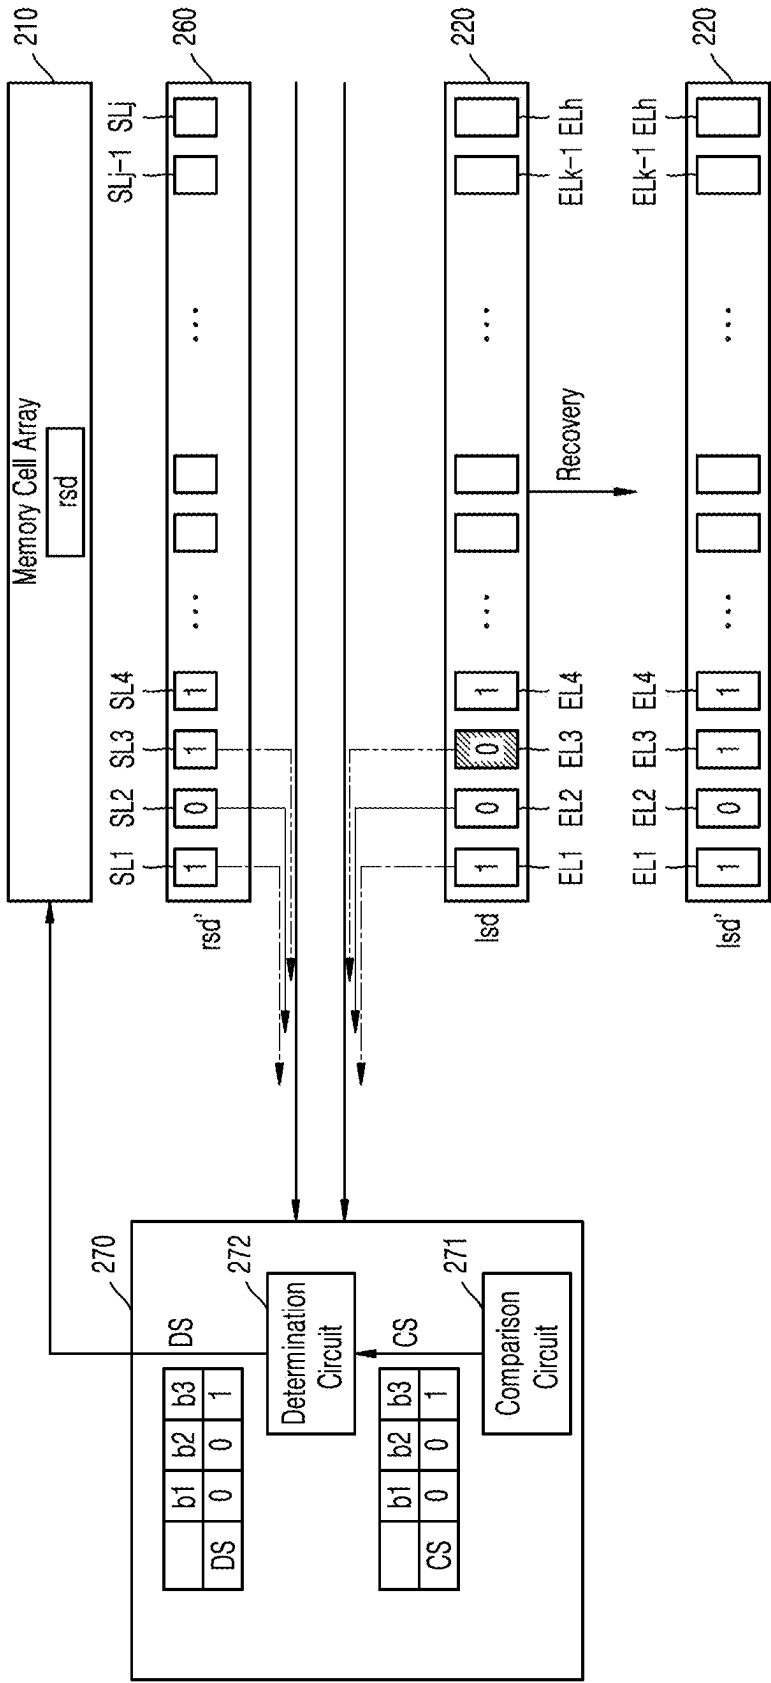 210
Memory Cell Array
rsd
SL1 SL2 SL3 SL4 SLj-1 SLj
260
rsd'
1 0 1 1 ... ...
270
DS
b1 b2 b3
DS 0 0 1
272
Determination
Circuit
CS
b1 b2 b3
CS 0 0 1
271
Comparison
Circuit
220
lsd
1 0 0 1 ... ...
EL1 EL2 EL3 EL4 ELk-1 ELh
Recovery
EL1 EL2 EL3 EL4 ELk-1 ELh
220
lsd'
1 0 1 1 ... ...